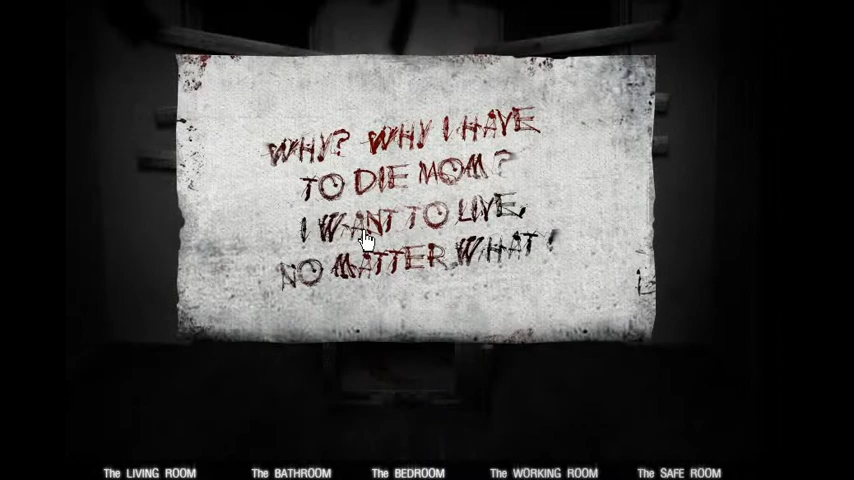 WHY? WHY I HAVE
TO DIE MOM?
I WANT TO LIVE,
NO MATTER WHAT!
The LIVING ROOM The BATHROOM The BEDROOM The WORKING ROOM The SAFE ROOM